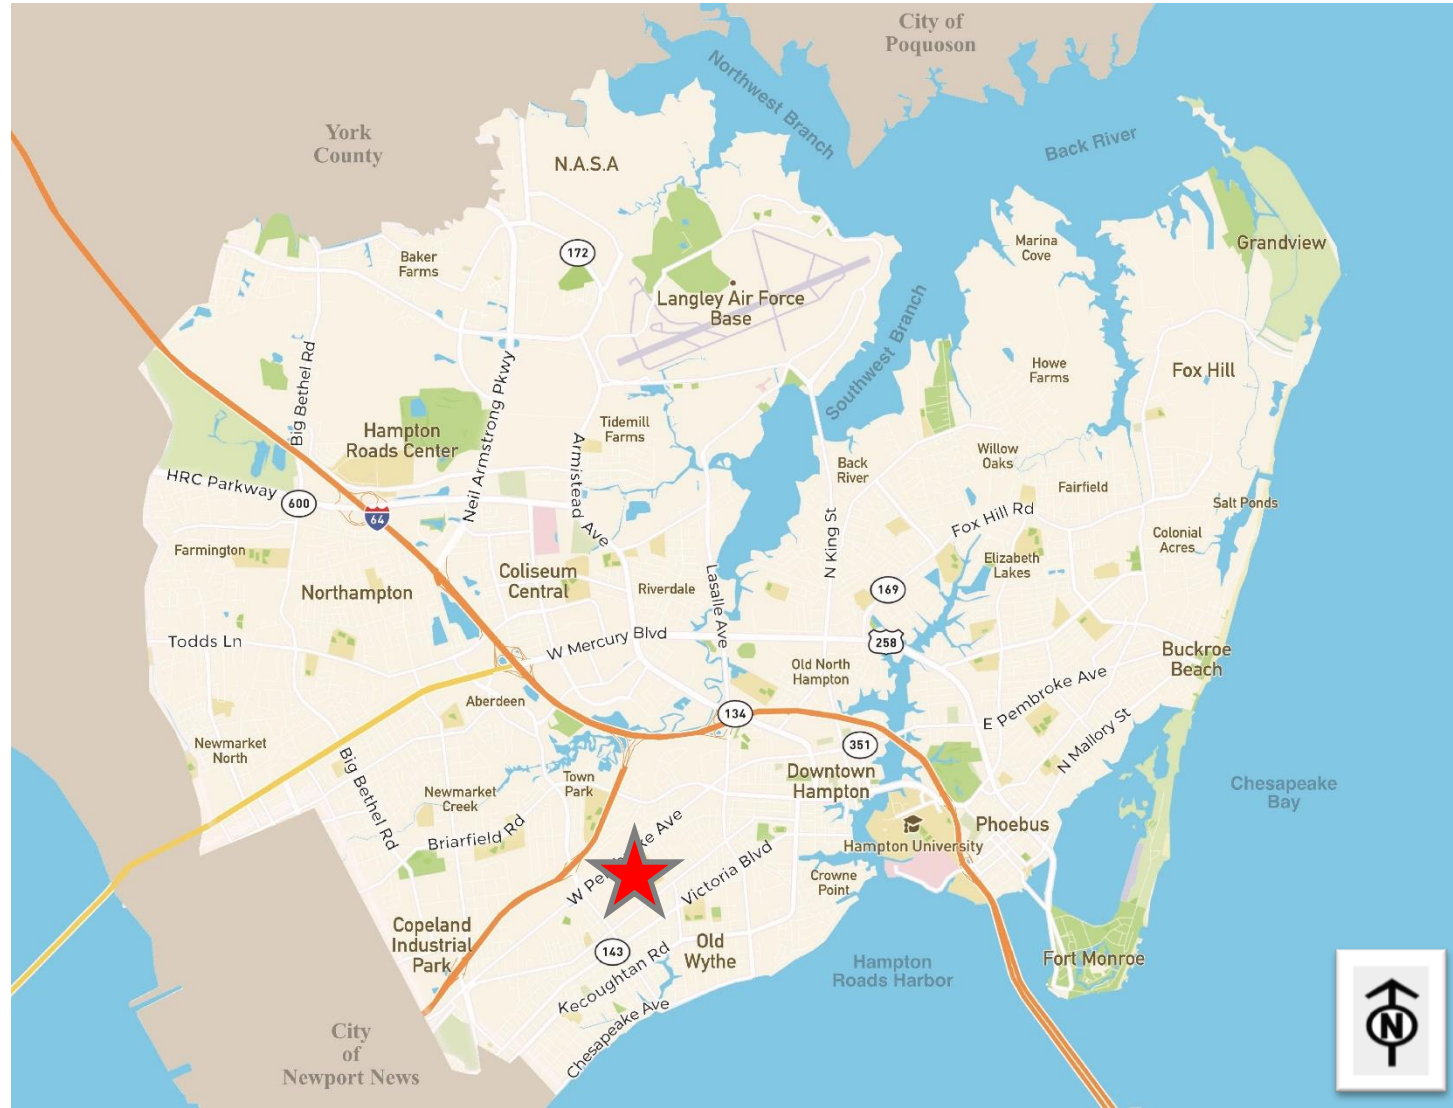 City of
Poquoson
Northwest Branch
York
County
Back River
N.A.S.A
172
Baker
Farms
Marina
Cove
Grandview
Langley Air Force
Base
Southwest Branch
Big Bethel Rd
Neil Armstrong Pkwy
Howe
Farms
Fox Hill
Hampton
Roads Center
Tidemill
Farms
Armistead
Ave
Back
River
Willow
Oaks
HRC Parkway
600
64
Fairfield
Salt Ponds
Fox Hill Rd
N King St
Colonial
Acres
Farmington
Northampton
Coliseum
Central
Riverdale
Lasalle Ave
Elizabeth
Lakes
169
Todds Ln
W Mercury Blvd
258
Buckroe
Beach
Old North
Hampton
E Pembroke Ave
Aberdeen
134
N Mallory St
Newmarket
North
351
Big Bethel Rd
Town
Park
Downtown
Hampton
Newmarket
Creek
Chesapeake
Bay
Briarfield Rd
Phoebus
Hampton University
W Pe ke Ave
Victoria Blvd
Crowne
Point
Copeland
Industrial
Park
143
Old
Wythe
Kecoughtan Rd
Hampton
Roads Harbor
Fort Monroe
Chesapeake Ave
City
of
Newport News
N